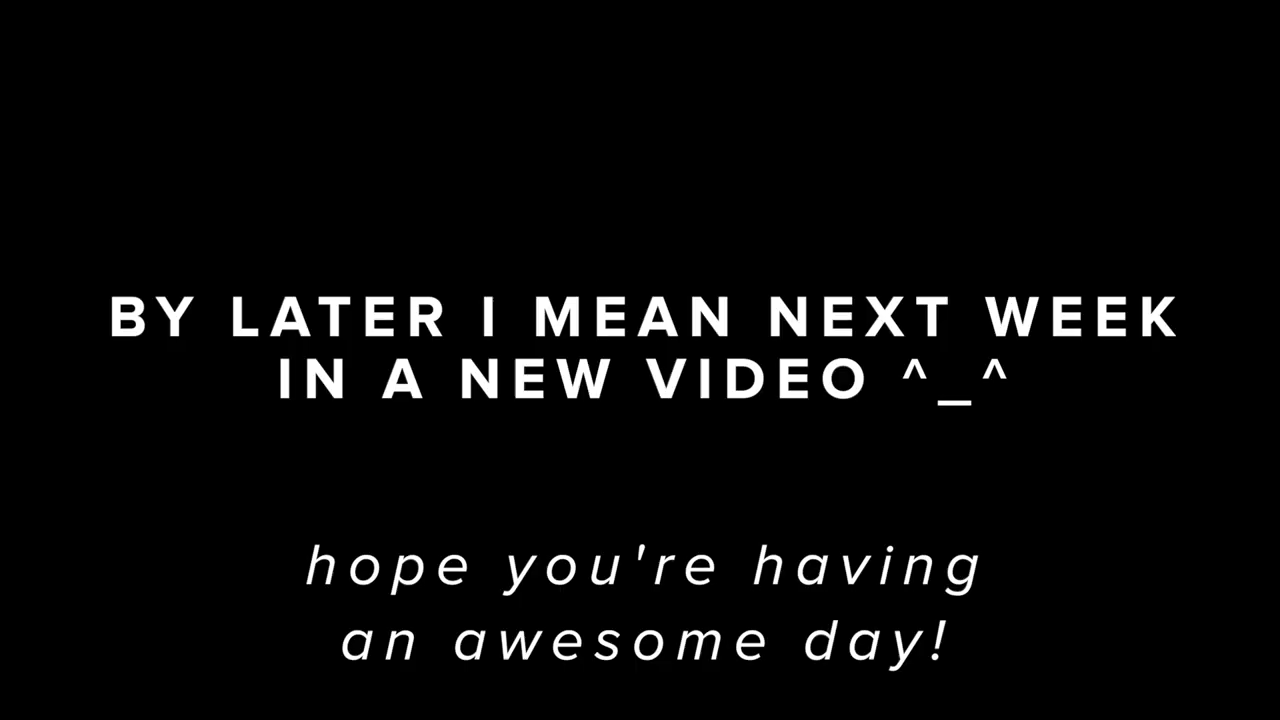 BY LATER I MEAN NEXT WEEK
IN A NEW VIDEO ^_^
hope you're having
an awesome day!